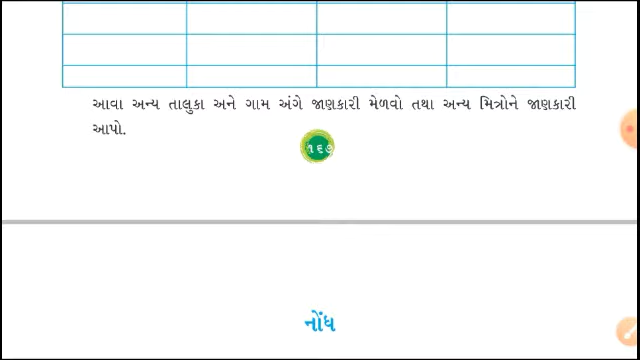 આવા અન્ય તાલુકા અને ગામ અંગે જાણકારી મેળવો તથા અન્ય મિત્રોને જાણકારી
આપો.
૧૬૭
નોંધ